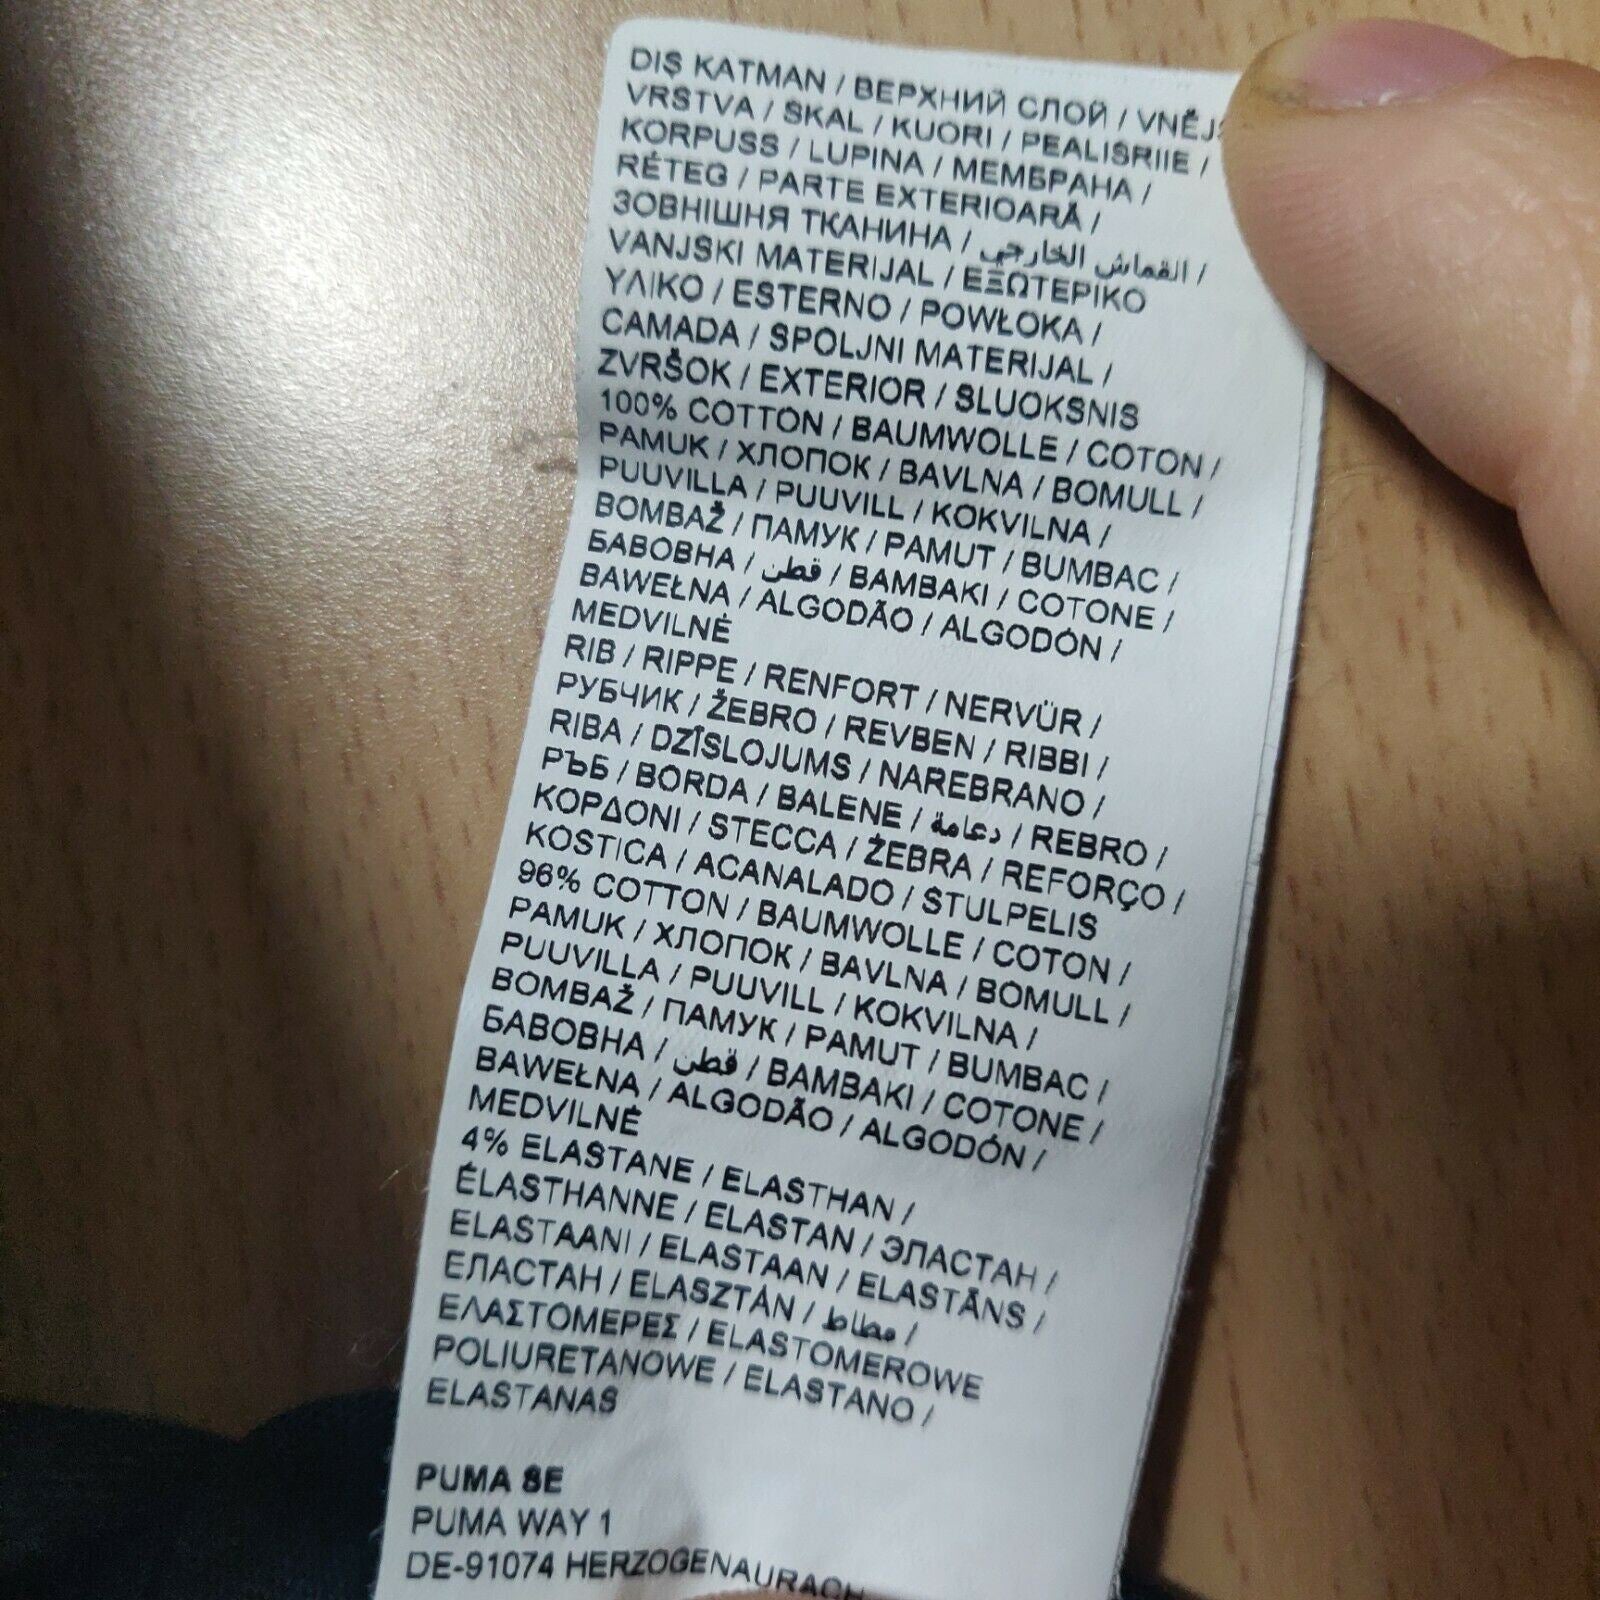 DIŞ KATMAN / ВЕРХНИЙ СЛОЙ /
VRSTVA / SKAL / KUORI / PEALISRIIE /
KORPUSS / LUPINA / МЕМБРАНА /
RÉTEG / PARTE EXTERIOARĂ /
ЗОВНІШНЯ ТКАНИНА / القماش الخارجي /
VANJSKI MATERIJAL / ΕΞΩΤΕΡΙΚΟ
ΥΛΙΚΟ / ESTERNO / POWŁOKA /
CAMADA / SPOLJNI MATERIJAL /
ZVRŠOK / EXTERIOR / SLUOKSNIS
100% COTTON / BAUMWOLLE / COTON /
PAMUK / ХЛОПОК / BAVLNA / BOMULL /
PUUVILLA / PUUVILL / KOKVILNA /
BOMBAŽ / ПАМУК / PAMUT / BUMBAC /
БАВОВНА / قطن / BAMBAKI / COTONE /
BAWEŁNA / ALGODÃO / ALGODÓN /
MEDVILNĖ
RIB / RIPPE / RENFORT / NERVÜR /
РУБЧИК / ŽEBRO / REVBEN / RIBBI /
RIBA / DZĪSLOJUMS / NAREBRANO /
РЪБ / BORDA / BALENE / دعامة / REBRO /
ΚΟΡΔΟΝΙ / STECCA / ŽEBRA / REFORÇO /
KOSTICA / ACANALADO / STULPELIS
96% COTTON / BAUMWOLLE / COTON /
PAMUK / ХЛОПОК / BAVLNA / BOMULL /
PUUVILLA / PUUVILL / KOKVILNA /
BOMBAŽ / ПАМУК / PAMUT / BUMBAC /
БАВОВНА / قطن / BAMBAKI / COTONE /
BAWEŁNA / ALGODÃO / ALGODÓN /
MEDVILNĖ
4% ELASTANE / ELASTHAN /
ÉLASTHANNE / ELASTAN / ЭЛАСТАН /
ELASTAANI / ELASTAAN / ELASTĀNS /
ЕЛАСТАН / ELASZTÁN / مطاط /
ΕΛΑΣΤΟΜΕΡΕΣ / ELASTOMEROWE
POLIURETANOWE / ELASTANO /
ELASTANAS
PUMA SE
PUMA WAY 1
DE-91074 HERZOGENAURACH